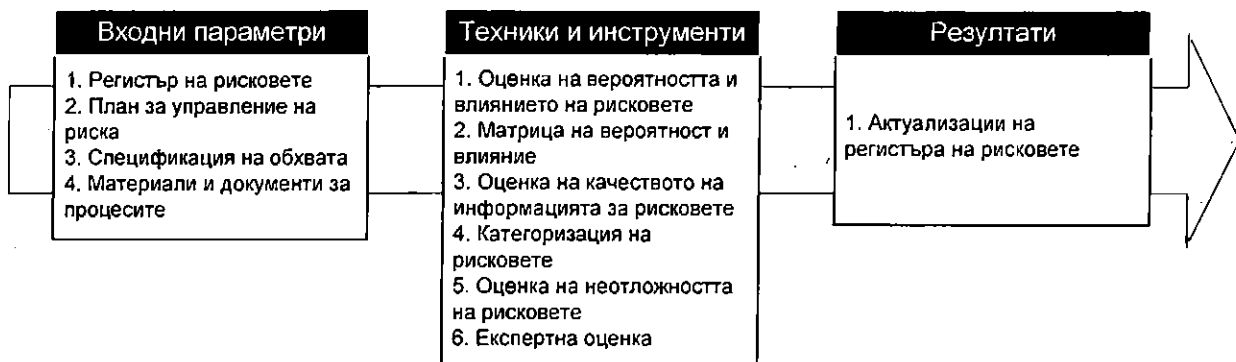 Входни параметри
1. Регистър на рисковете
2. План за управление на
риска
3. Спецификация на обхвата
4. Материали и документи за
процесите
Техники и инструменти
1. Оценка на вероятността и
влиянието на рисковете
2. Матрица на вероятност и
влияние
3. Оценка на качеството на
информацията за рисковете
4. Категоризация на
рисковете
5. Оценка на неотложността
на рисковете
6. Експертна оценка
Резултати
1. Актуализации на
регистъра на рисковете